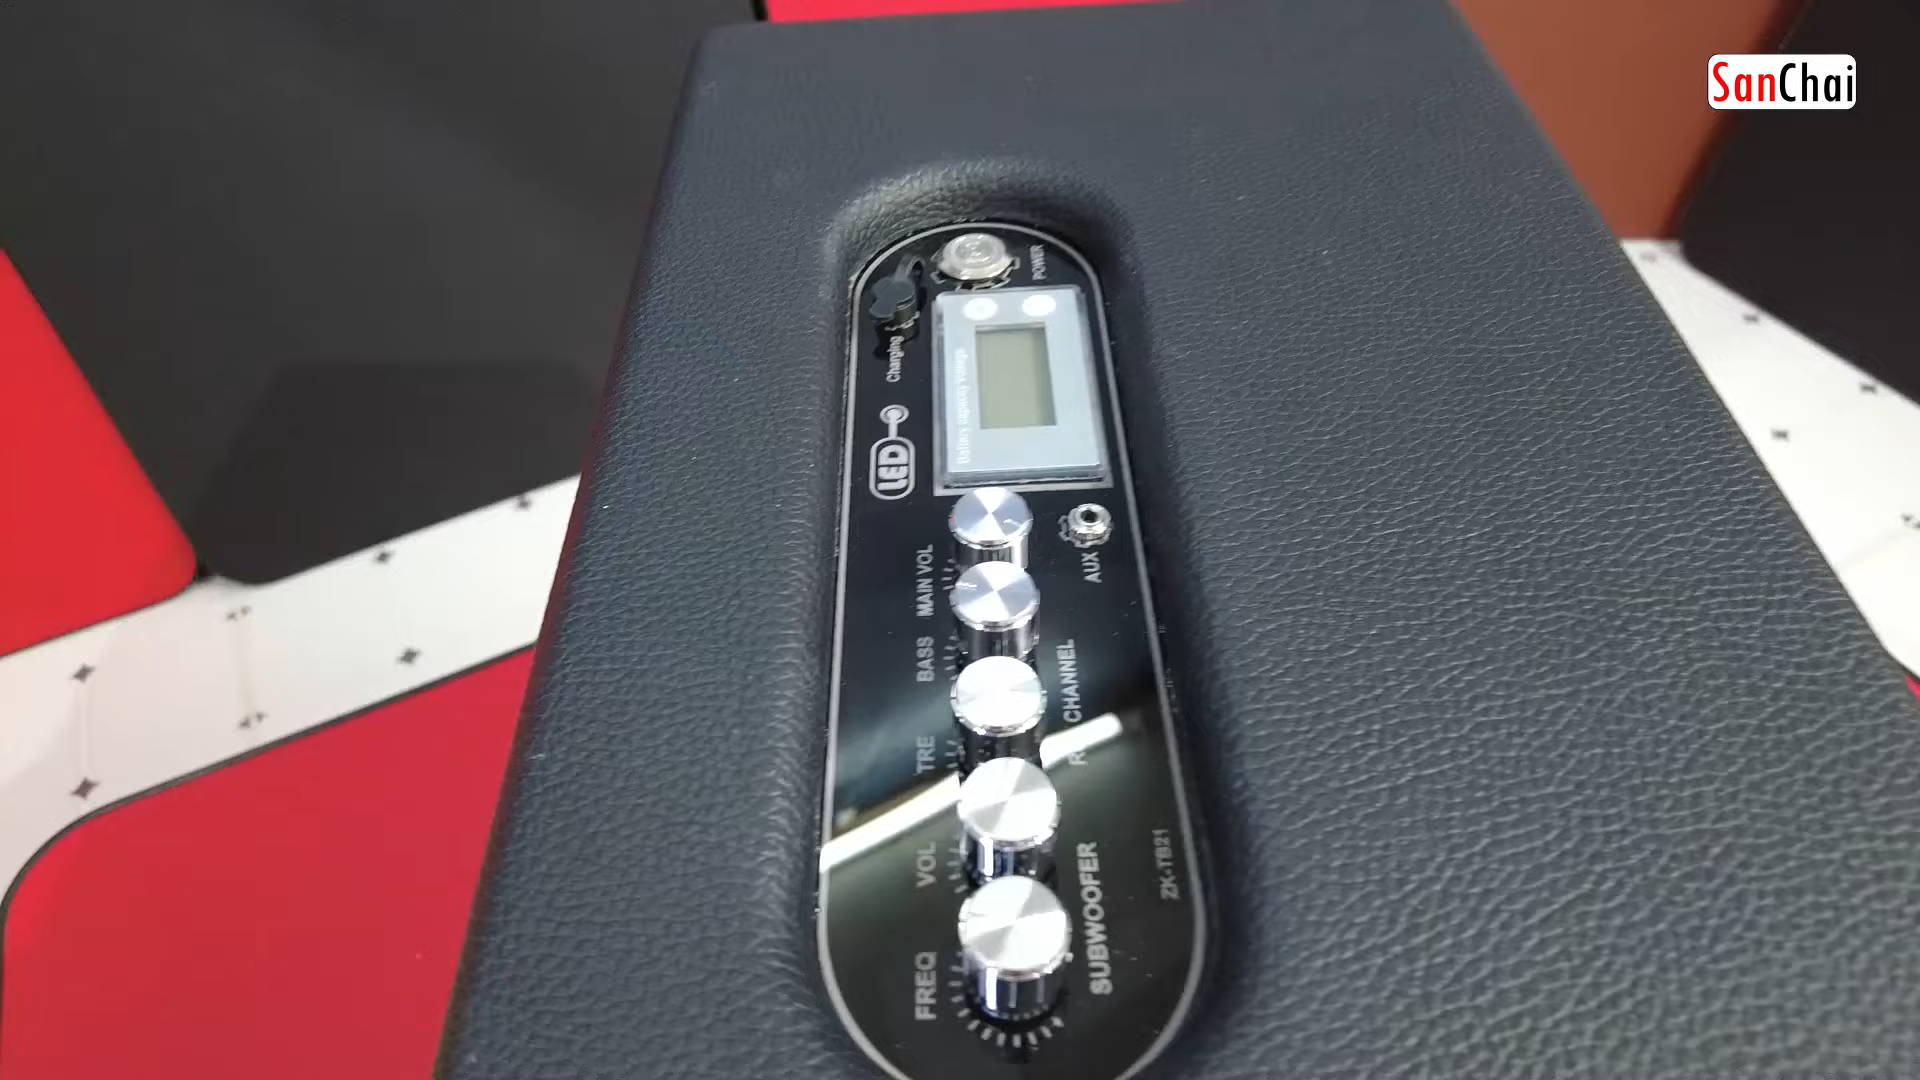 SanChai
POWER
Charging
Battery capacity voltage
LED
AUX
MAIN VOL
BASS
TRE
CHANNEL
VOL
FREQ
SUBWOOFER
ZK-TB21